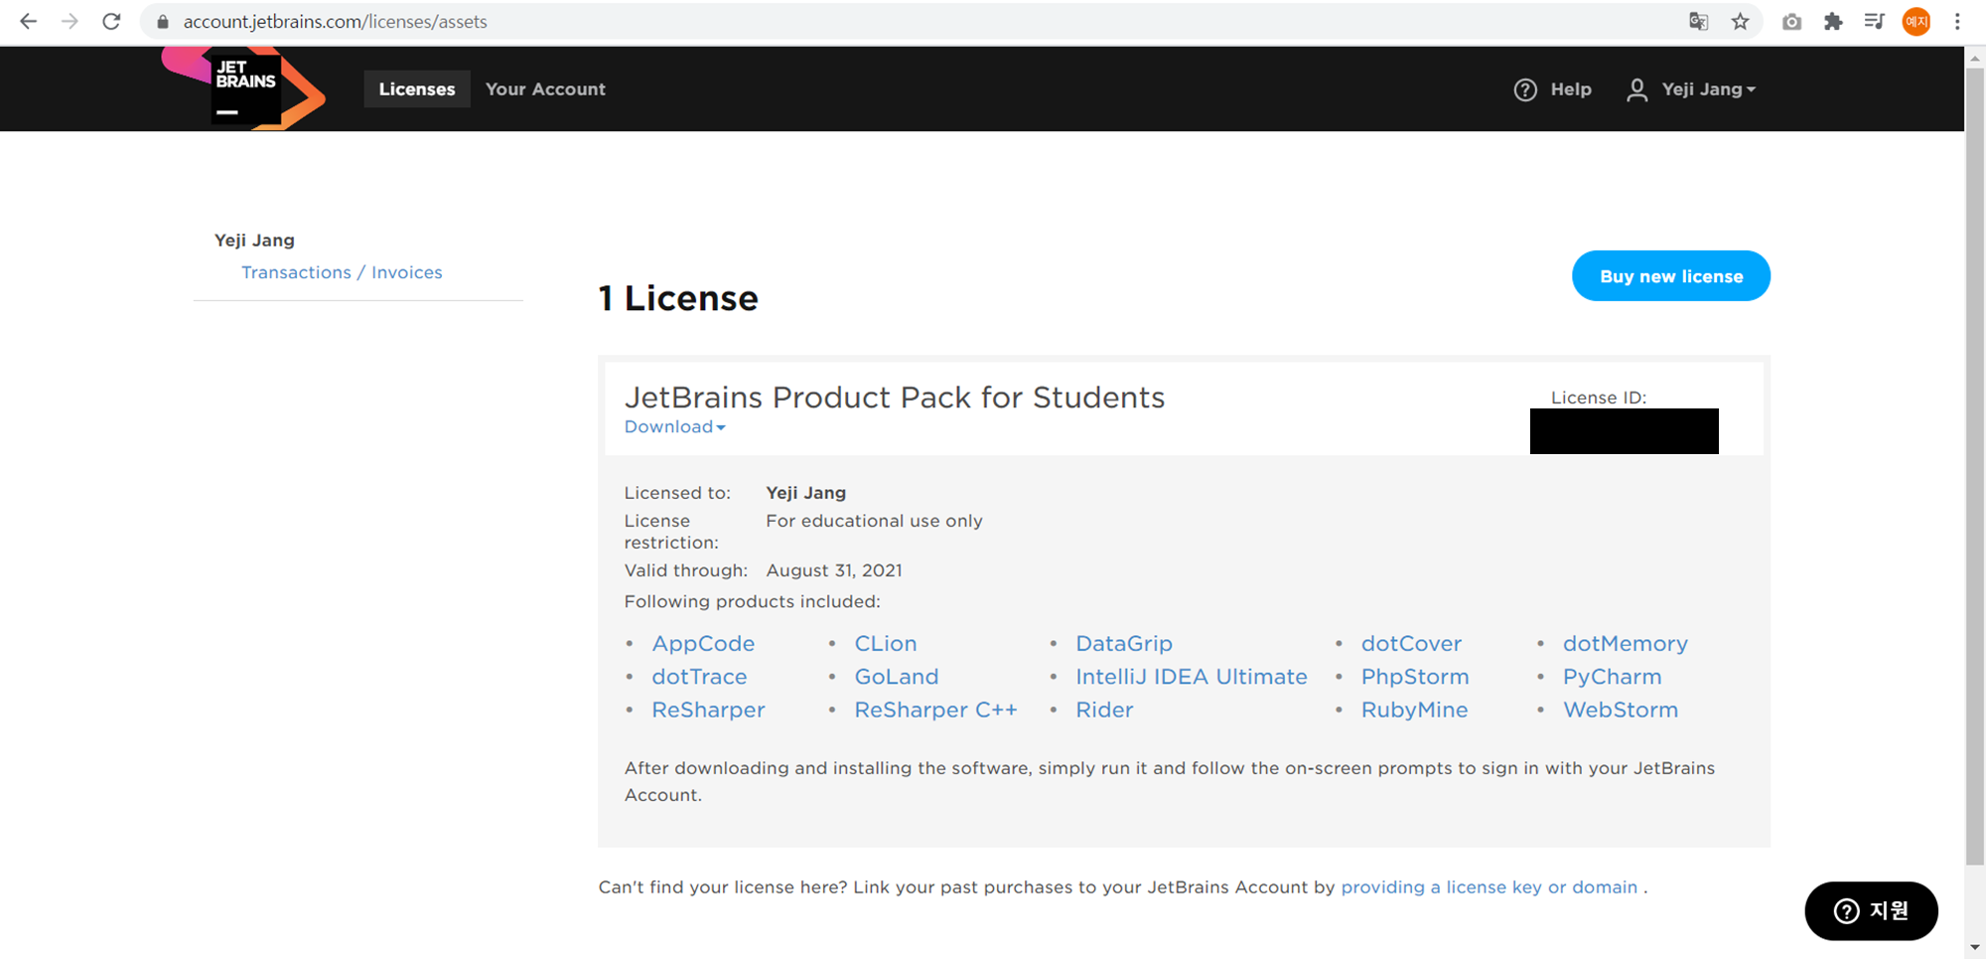 account.jetbrains.com/licenses/assets
예지
JET
BRAINS
Licenses
Your Account
Help
Yeji Jang
Yeji Jang
Transactions / Invoices
1 License
Buy new license
JetBrains Product Pack for Students
Download
License ID:
Licensed to: Yeji Jang
License For educational use only
restriction:
Valid through: August 31, 2021
Following products included:
• AppCode • CLion • DataGrip • dotCover • dotMemory
• dotTrace • GoLand • IntelliJ IDEA Ultimate • PhpStorm • PyCharm
• ReSharper • ReSharper C++ • Rider • RubyMine • WebStorm
After downloading and installing the software, simply run it and follow the on-screen prompts to sign in with your JetBrains
Account.
Can't find your license here? Link your past purchases to your JetBrains Account by providing a license key or domain .
지원